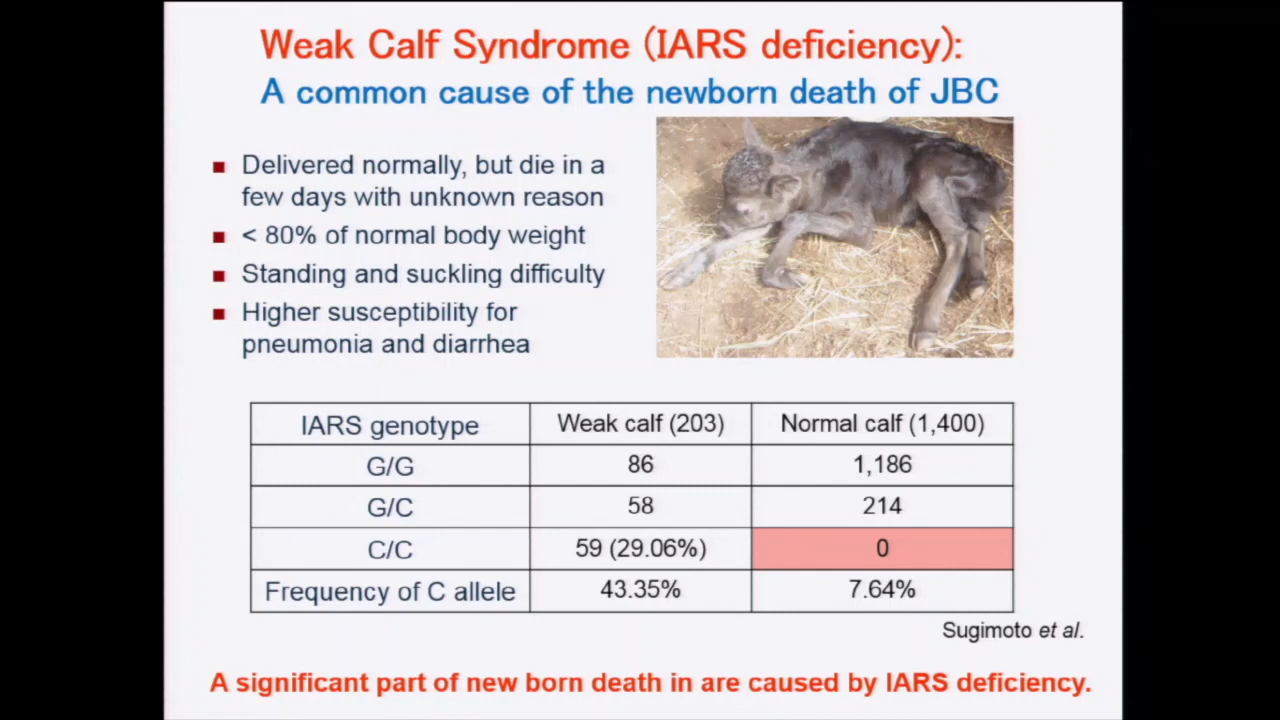 Weak Calf Syndrome (IARS deficiency):
A common cause of the newborn death of JBC
Delivered normally, but die in a
few days with unknown reason
< 80% of normal body weight
Standing and suckling difficulty
Higher susceptibility for
pneumonia and diarrhea
IARS genotype Weak calf (203) Normal calf (1,400)
G/G 86 1,186
G/C 58 214
C/C 59 (29.06%) 0
Frequency of C allele 43.35% 7.64%
Sugimoto et al.
A significant part of new born death in are caused by IARS deficiency.